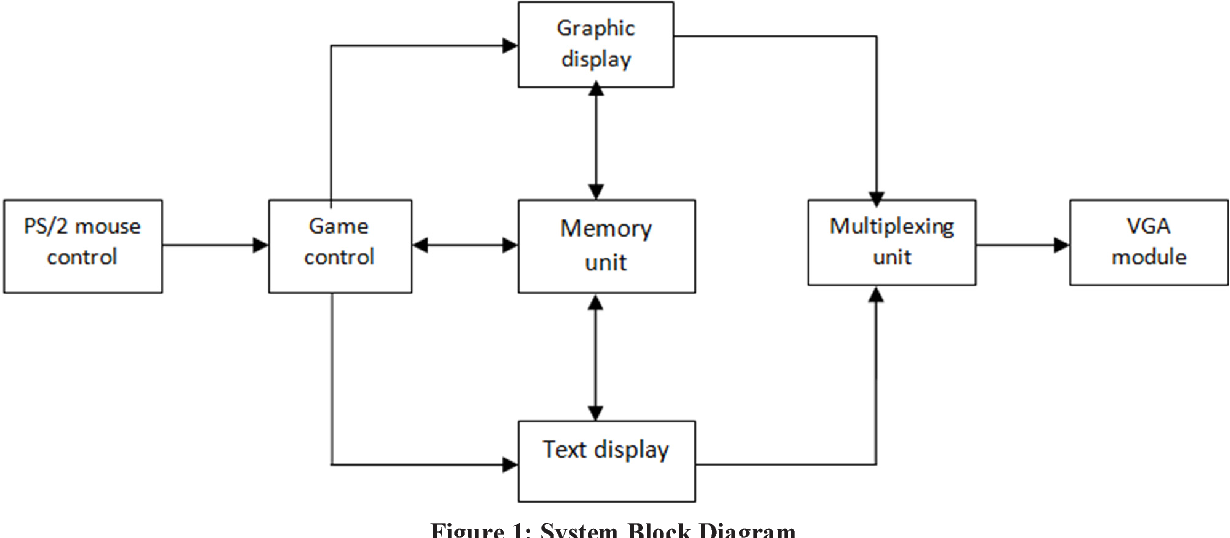 Graphic
display
PS/2 mouse
control
Game
control
Memory
unit
Multiplexing
unit
VGA
module
Text display
Figure 1: System Block Diagram